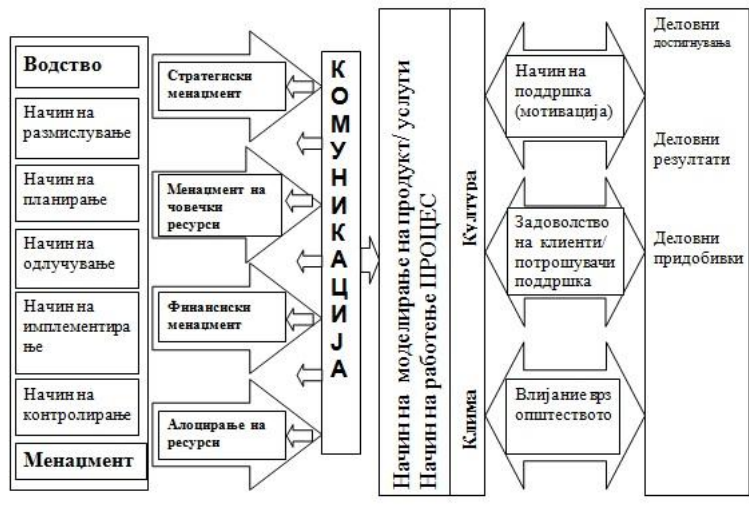 Водство
Начин на
размислување
Начин на
планирање
Начин на
одлучување
Начин на
имплементира
ње
Начин на
контролирање
Менаџмент
Стратегиски
менаџмент
Менаџмент на
човечки
ресурси
Финансиски
менаџмент
Алоцирање на
ресурси
КОМУНИКАЦИЈА
Начин на моделирање на продукт/ услуги
Начин на работење ПРОЦЕС
Клима Култура
Начин на
поддршка
(мотивација)
Задоволство
на клиенти/
потрошувачи
поддршка
Влијание врз
општеството
Деловни
достигнувања
Деловни
резултати
Деловни
придобивки